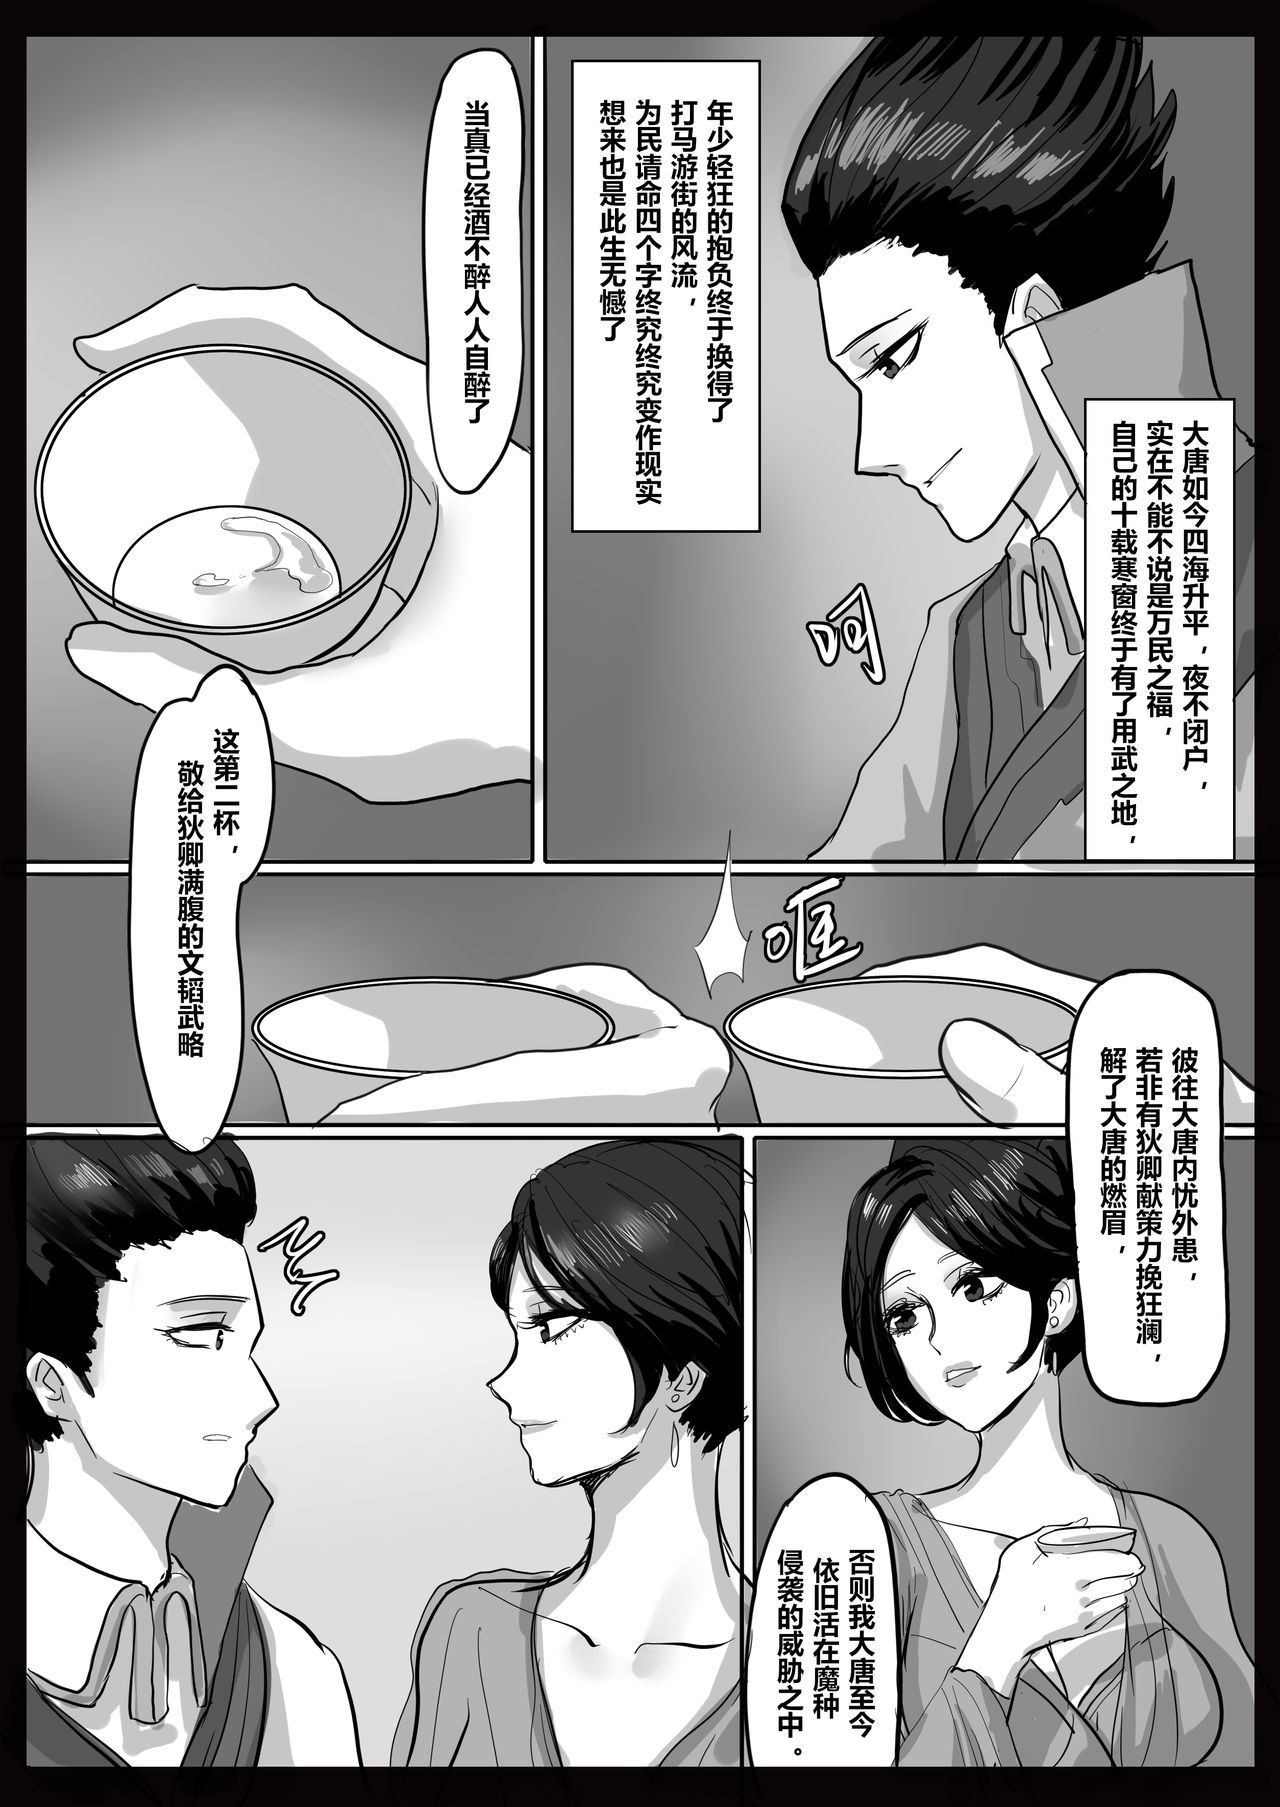 大唐如今四海升平，夜不闭户，
实在不能不说是万民之福，
自己的十载寒窗终于有了用武之地，
年少轻狂的抱负终于换得了
打马游街的风流，
为民请命四个字终究终究变作现实
想来也是此生无憾了
呵
当真已经酒不醉人人自醉了
哐
这第二杯，
敬给狄卿满腹的文韬武略
彼往大唐内忧外患，
若非有狄卿献策力挽狂澜，
解了大唐的燃眉，
否则我大唐至今
依旧活在魔种
侵袭的威胁之中。